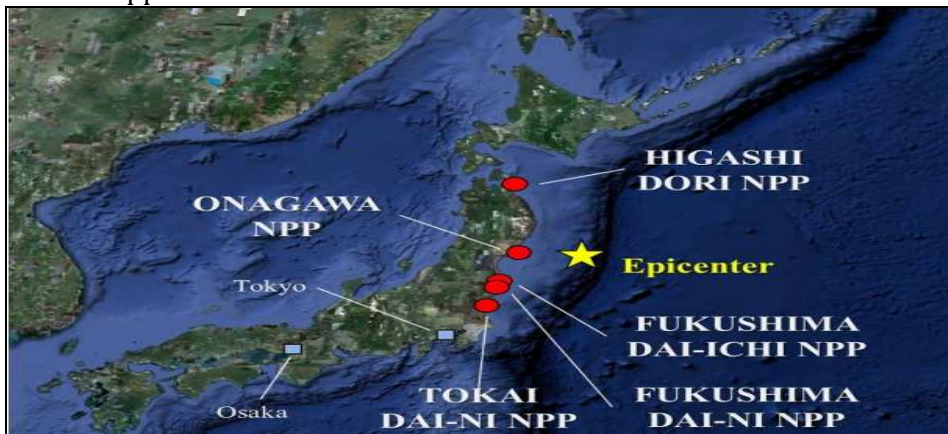 HIGASHI
DORI NPP
ONAGAWA
NPP
Epicenter
Tokyo
FUKUSHIMA
DAI-ICHI NPP
TOKAI
DAI-NI NPP
FUKUSHIMA
DAI-NI NPP
Osaka